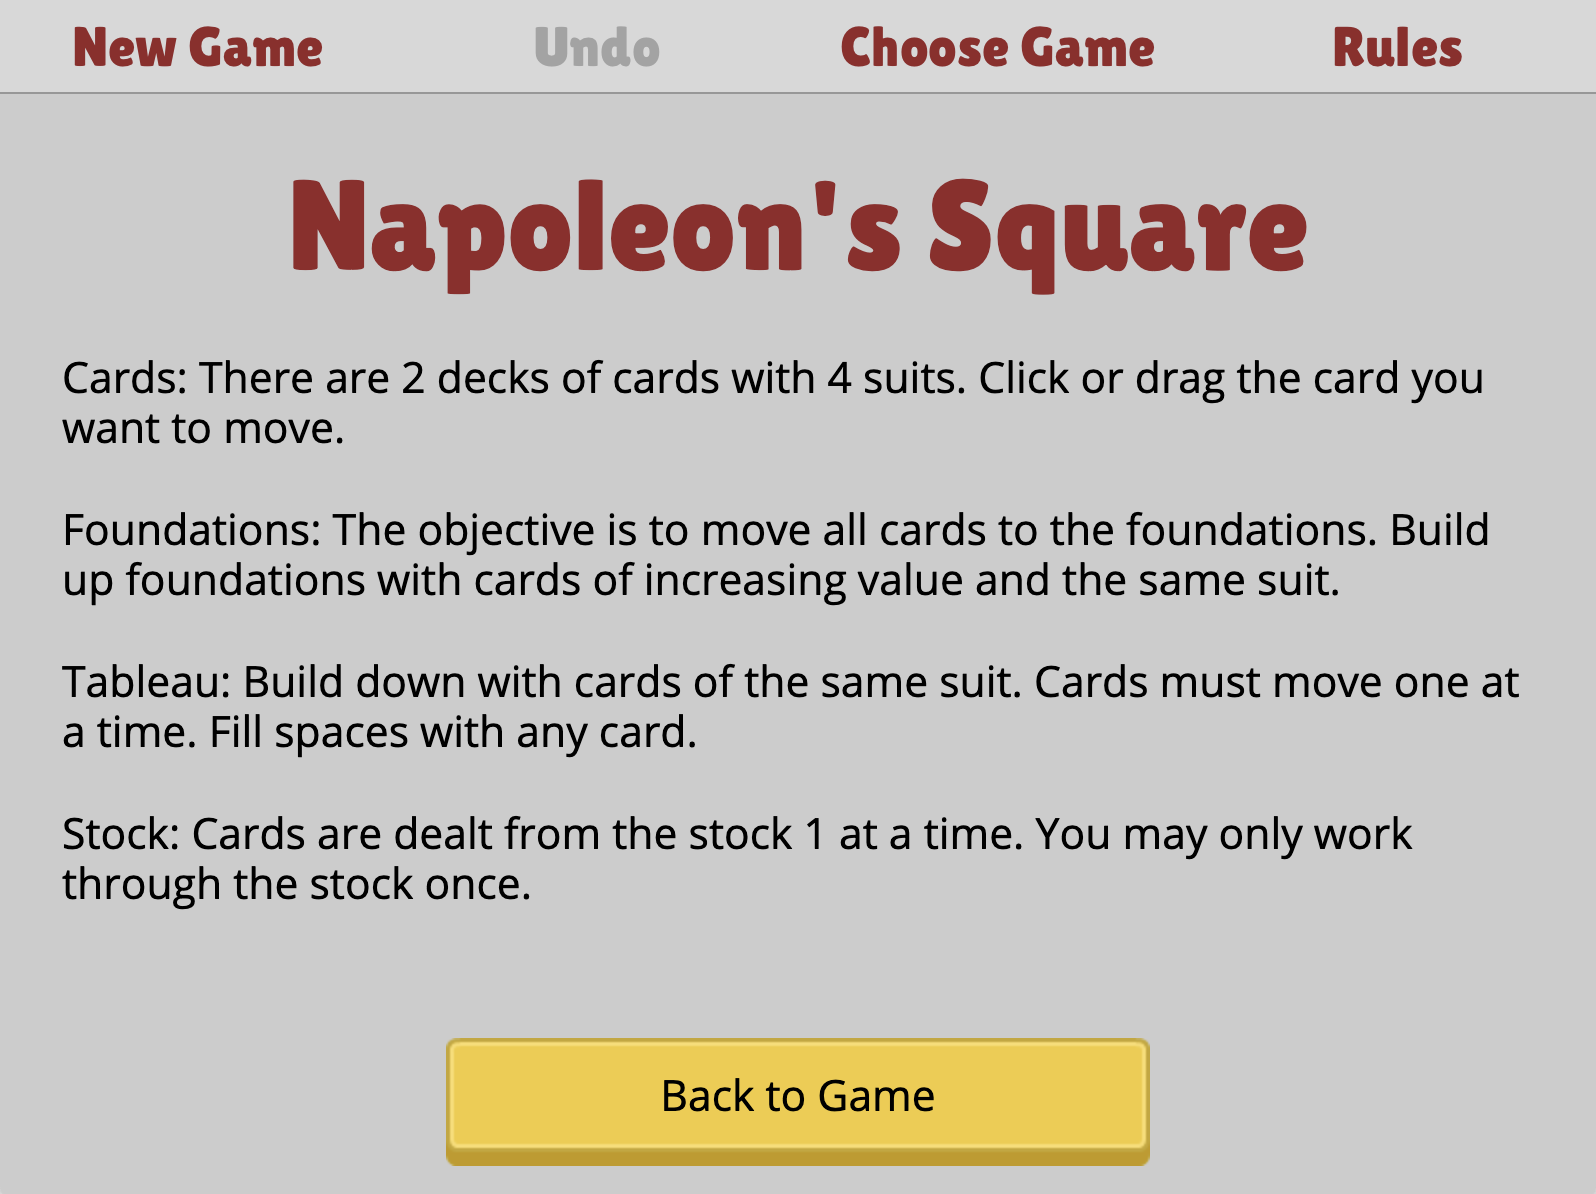 New Game Undo Choose Game Rules
Napoleon's Square
Cards: There are 2 decks of cards with 4 suits. Click or drag the card you
want to move.
Foundations: The objective is to move all cards to the foundations. Build
up foundations with cards of increasing value and the same suit.
Tableau: Build down with cards of the same suit. Cards must move one at
a time. Fill spaces with any card.
Stock: Cards are dealt from the stock 1 at a time. You may only work
through the stock once.
Back to Game